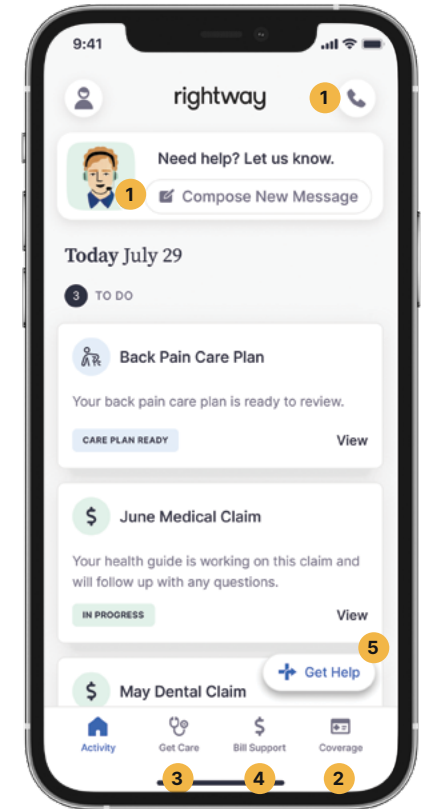 9:41
rightway
1
Need help? Let us know.
1
Compose New Message
Today July 29
3 TO DO
Back Pain Care Plan
Your back pain care plan is ready to review.
CARE PLAN READY
View
$ June Medical Claim
Your health guide is working on this claim and
will follow up with any questions.
IN PROGRESS
View
5
Get Help
$ May Dental Claim
Activity
Get Care
$
Bill Support
Coverage
3
4
2